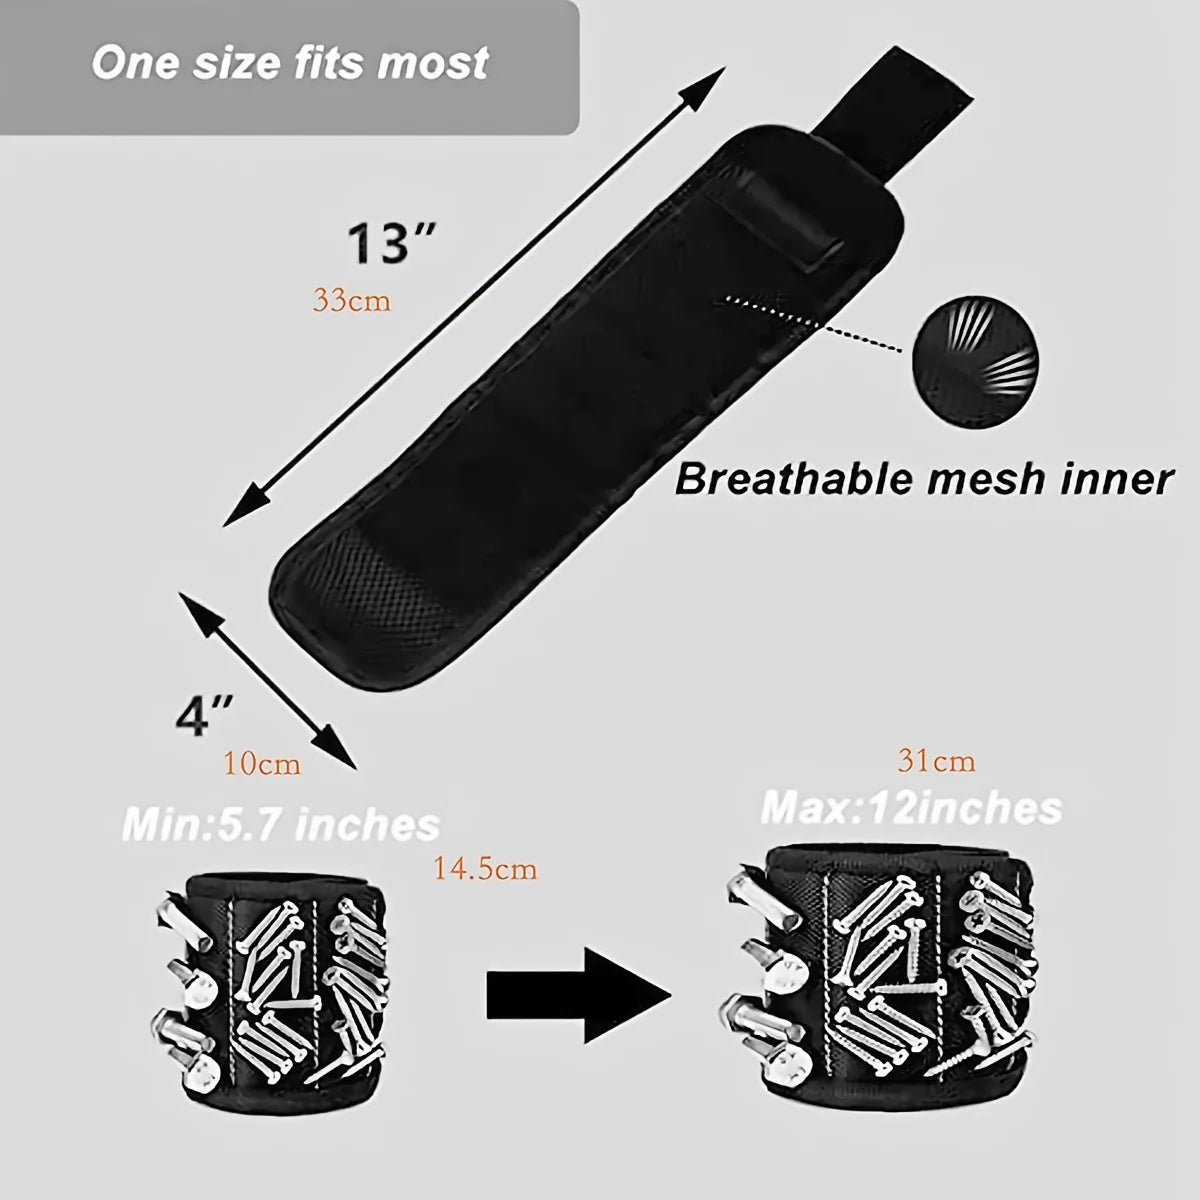 One size fits most
13”
33cm
Breathable mesh inner
4”
10cm
31cm
Min:5.7 inches
Max:12inches
14.5cm